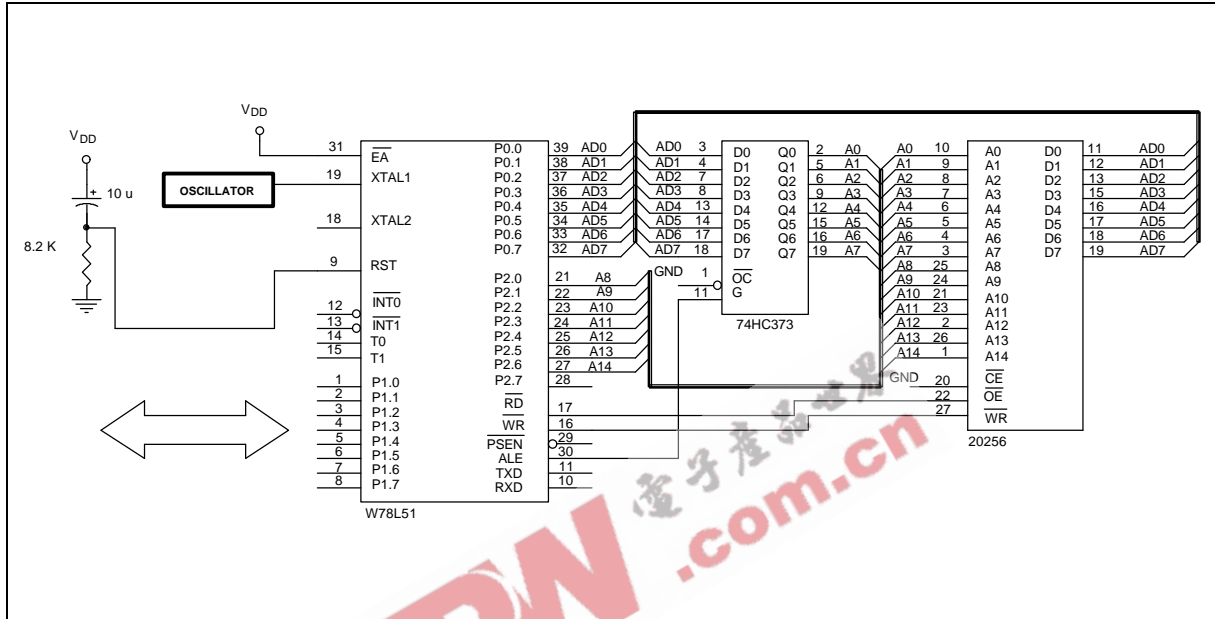 VDD
VDD
10 u
8.2 K
OSCILLATOR
31 EA
19 XTAL1
18 XTAL2
9 RST
12 INT0
13 INT1
14 T0
15 T1
1 P1.0
2 P1.1
3 P1.2
4 P1.3
5 P1.4
6 P1.5
7 P1.6
8 P1.7
P0.0 39 AD0
P0.1 38 AD1
P0.2 37 AD2
P0.3 36 AD3
P0.4 35 AD4
P0.5 34 AD5
P0.6 33 AD6
P0.7 32 AD7
P2.0 21 A8
P2.1 22 A9
P2.2 23 A10
P2.3 24 A11
P2.4 25 A12
P2.5 26 A13
P2.6 27 A14
P2.7 28
RD 17
WR 16
PSEN 29
ALE 30
TXD 11
RXD 10
W78L51
AD0 3 D0 Q0 2 A0
AD1 4 D1 Q1 5 A1
AD2 7 D2 Q2 6 A2
AD3 8 D3 Q3 9 A3
AD4 13 D4 Q4 12 A4
AD5 14 D5 Q5 15 A5
AD6 17 D6 Q6 16 A6
AD7 18 D7 Q7 19 A7
GND 1 OC
11 G
74HC373
A0 10 A0 D0 11 AD0
A1 9 A1 D1 12 AD1
A2 8 A2 D2 13 AD2
A3 7 A3 D3 15 AD3
A4 6 A4 D4 16 AD4
A5 5 A5 D5 17 AD5
A6 4 A6 D6 18 AD6
A7 3 A7 D7 19 AD7
A8 25 A8
A9 24 A9
A10 21 A10
A11 23 A11
A12 2 A12
A13 26 A13
A14 1 A14
GND 20 CE
22 OE
27 WR
20256
電子產品世界
.com.cn